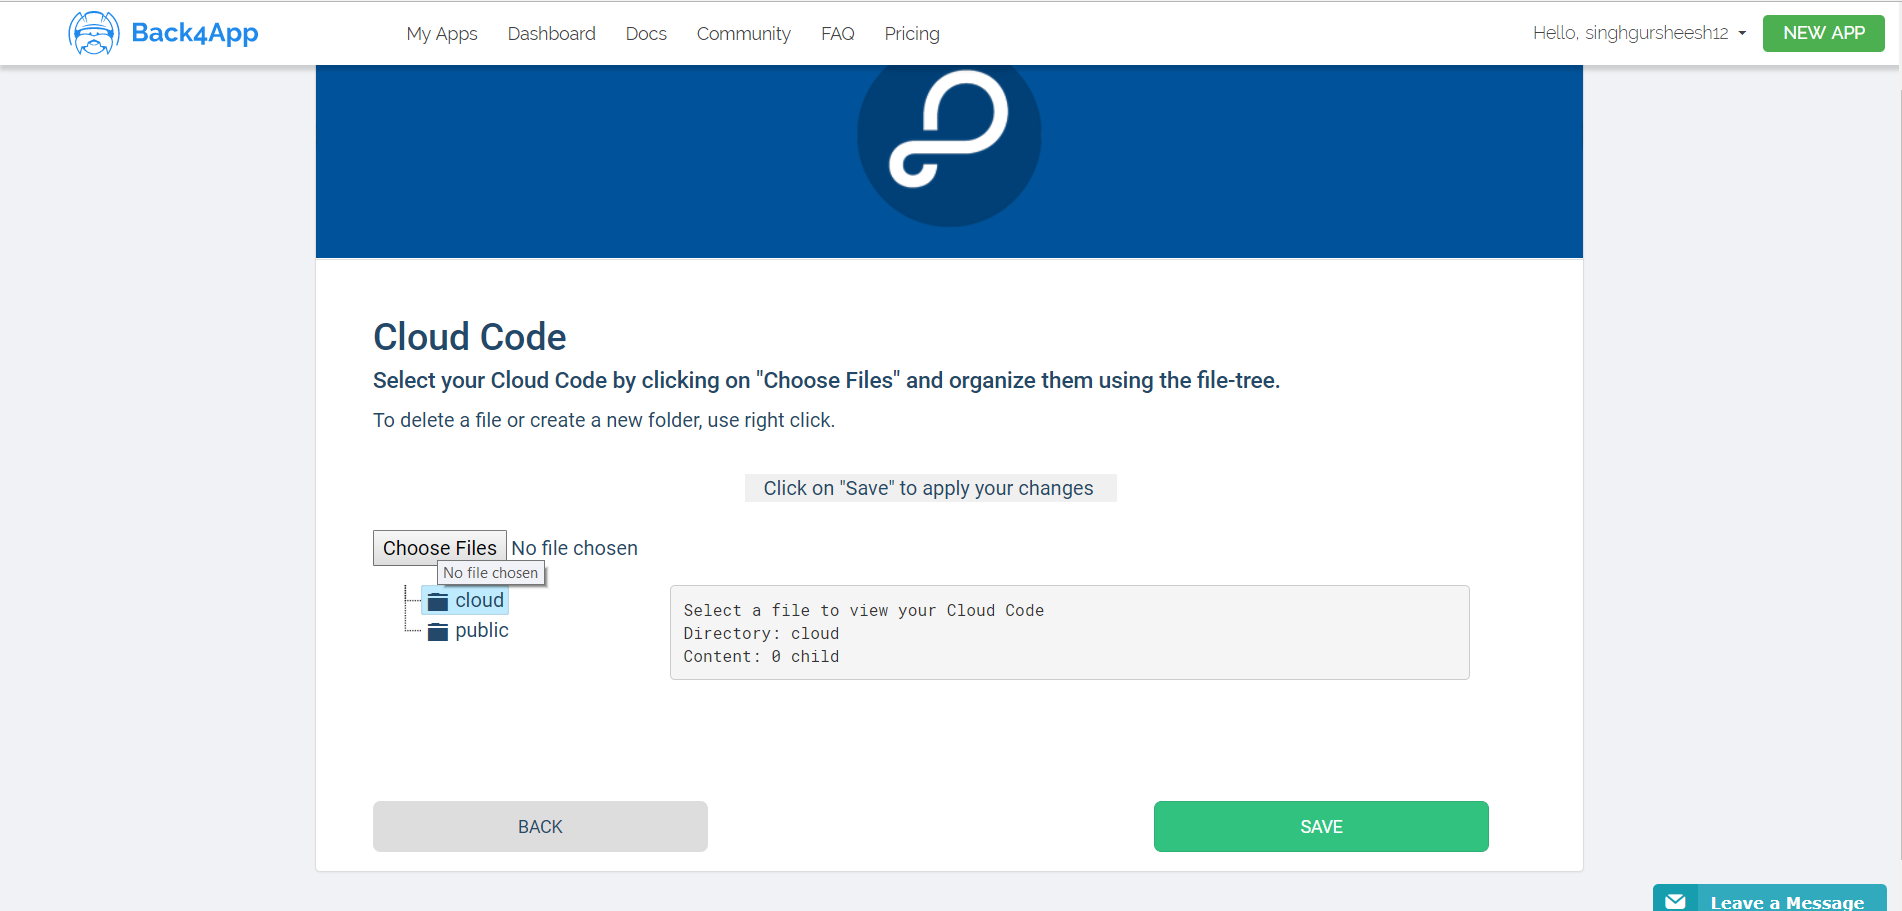 Back4App
My Apps Dashboard Docs Community FAQ Pricing
Hello, singhgursheesh12
NEW APP
Cloud Code
Select your Cloud Code by clicking on "Choose Files" and organize them using the file-tree.
To delete a file or create a new folder, use right click.
Click on "Save" to apply your changes
Choose Files No file chosen
No file chosen
cloud
public
Select a file to view your Cloud Code
Directory: cloud
Content: 0 child
BACK
SAVE
Leave a Message